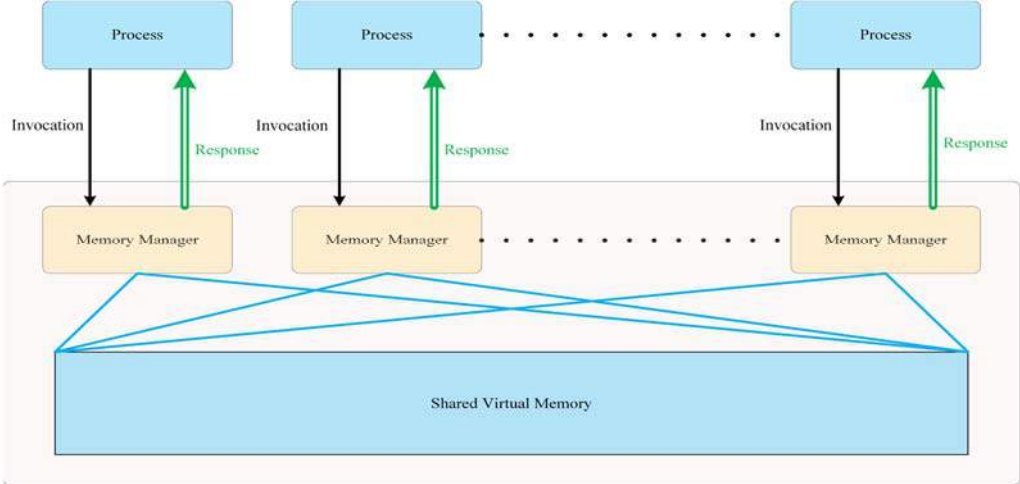 Process
Process
Process
Invocation
Response
Invocation
Response
Invocation
Response
Memory Manager
Memory Manager
Memory Manager
Shared Virtual Memory